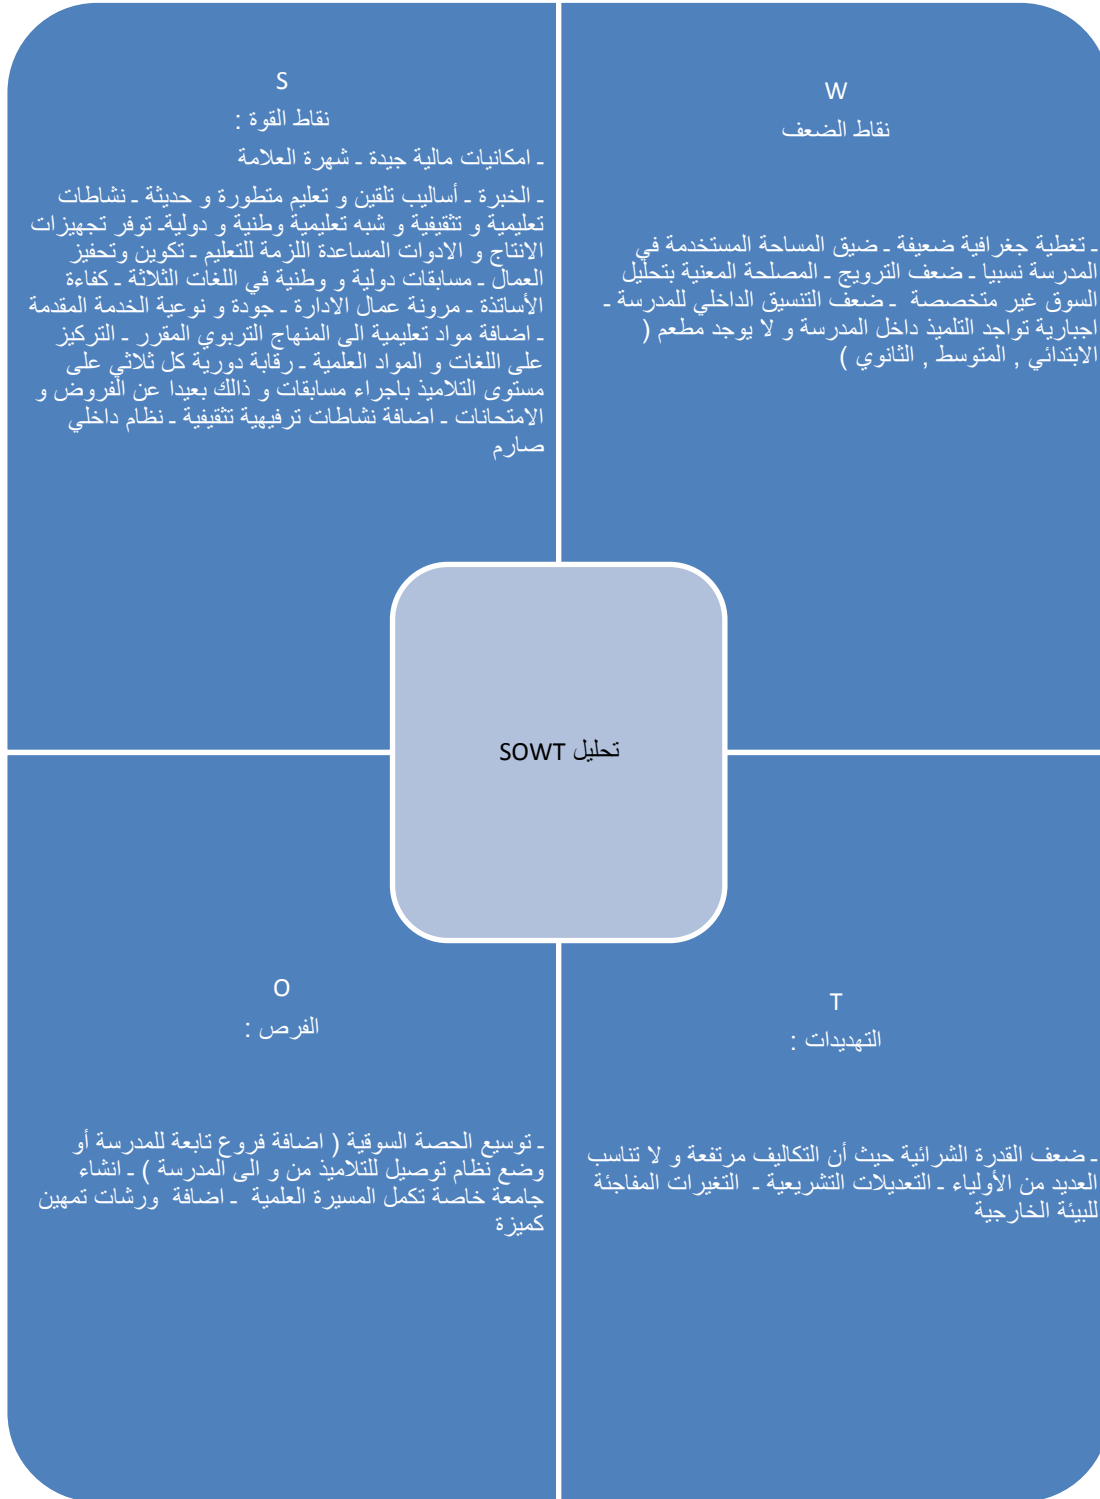 S
نقاط القوة :
ـ امكانيات مالية جيدة ـ شهرة العلامة
ـ الخبرة ـ أساليب تلقين و تعليم متطورة و حديثة ـ نشاطات
تعليمية و تثقيفية و شبه تعليمية وطنية و دولية ـ توفر تجهيزات
الانتاج و الادوات المساعدة اللزمة للتعليم ـ تكوين وتحفيز
العمال ـ مسابقات دولية و وطنية في اللغات الثلاثة ـ كفاءة
الأساتذة ـ مرونة عمال الادارة ـ جودة و نوعية الخدمة المقدمة
ـ اضافة مواد تعليمية الى المنهاج التربوي المقرر ـ التركيز
على اللغات و المواد العلمية ـ رقابة دورية كل ثلاثي على
مستوى التلاميذ باجراء مسابقات و ذالك بعيدا عن الفروض و
الامتحانات ـ اضافة نشاطات ترفيهية تثقيفية ـ نظام داخلي
صارم
W
نقاط الضعف
ـ تغطية جغرافية ضعيفة ـ ضيق المساحة المستخدمة في
المدرسة نسبيا ـ ضعف الترويج ـ المصلحة المعنية بتحليل
السوق غير متخصصة ـ ضعف التنسيق الداخلي للمدرسة ـ
اجبارية تواجد التلميذ داخل المدرسة و لا يوجد مطعم (
الابتدائي , المتوسط , الثانوي )
تحليل SOWT
O
الفرص :
ـ توسيع الحصة السوقية ( اضافة فروع تابعة للمدرسة أو
وضع نظام توصيل للتلاميذ من و الى المدرسة ) ـ انشاء
جامعة خاصة تكمل المسيرة العلمية ـ اضافة ورشات تمهين
كميزة
T
التهديدات :
ـ ضعف القدرة الشرائية حيث أن التكاليف مرتفعة و لا تناسب
العديد من الأولياء ـ التعديلات التشريعية ـ التغيرات المفاجئة
للبيئة الخارجية